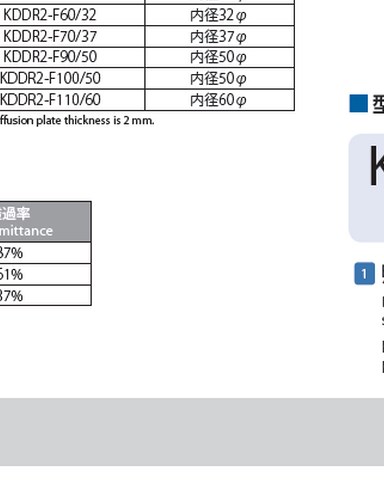 KDDR2-F60/32 内径32φ
KDDR2-F70/37 内径37φ
KDDR2-F90/50 内径50φ
KDDR2-F100/50 内径50φ
KDDR2-F110/60 内径60φ
ffusion plate thickness is 2 mm.
過率
mittance
37%
51%
37%
■型
K
1